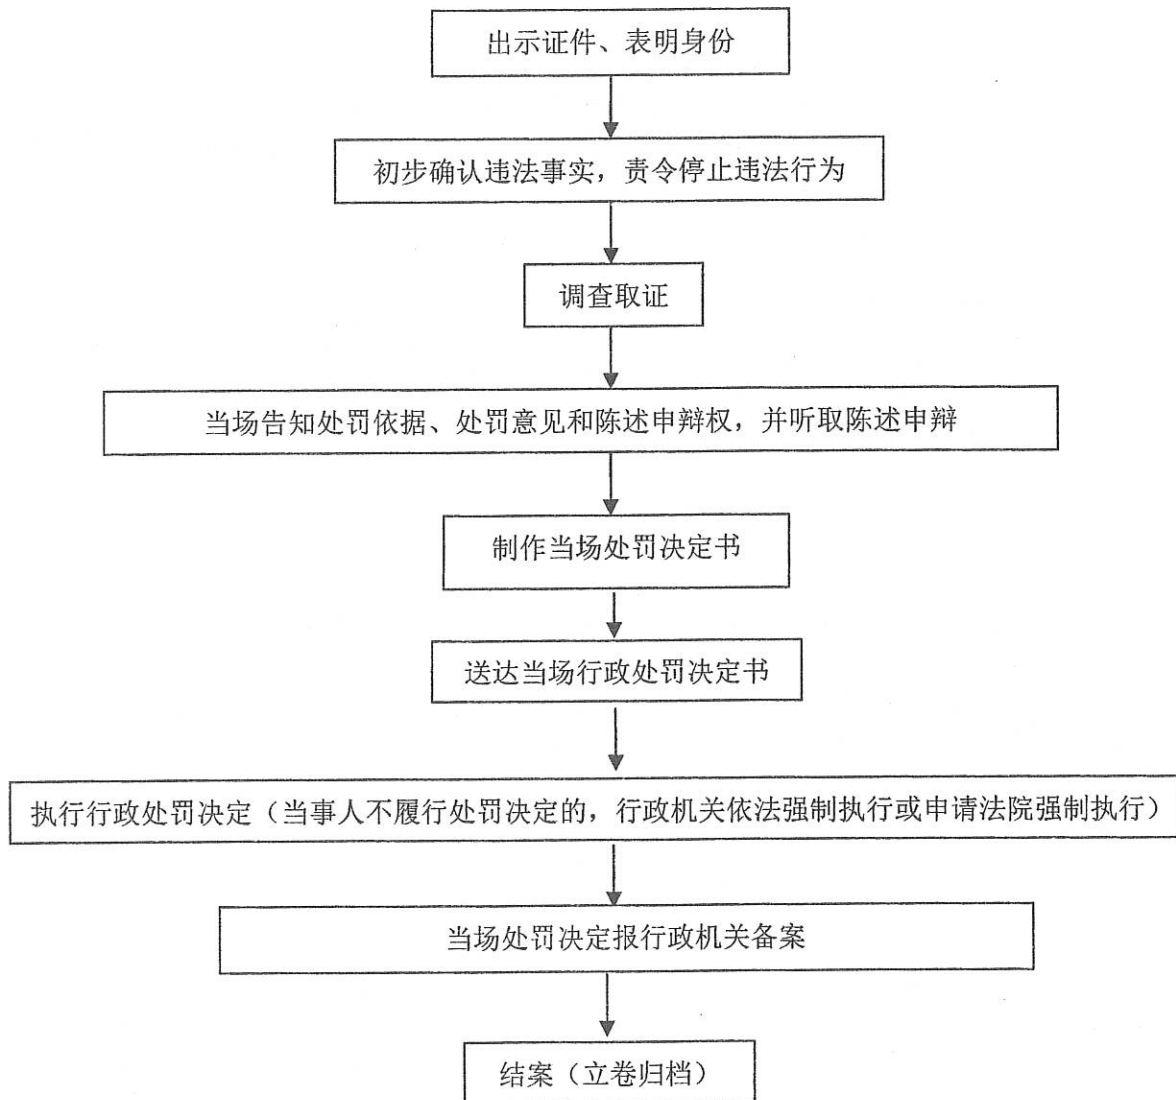 出示证件、表明身份
初步确认违法事实，责令停止违法行为
调查取证
当场告知处罚依据、处罚意见和陈述申辩权，并听取陈述申辩
制作当场处罚决定书
送达当场行政处罚决定书
执行行政处罚决定（当事人不履行处罚决定的，行政机关依法强制执行或申请法院强制执行）
当场处罚决定报行政机关备案
结案（立卷归档）